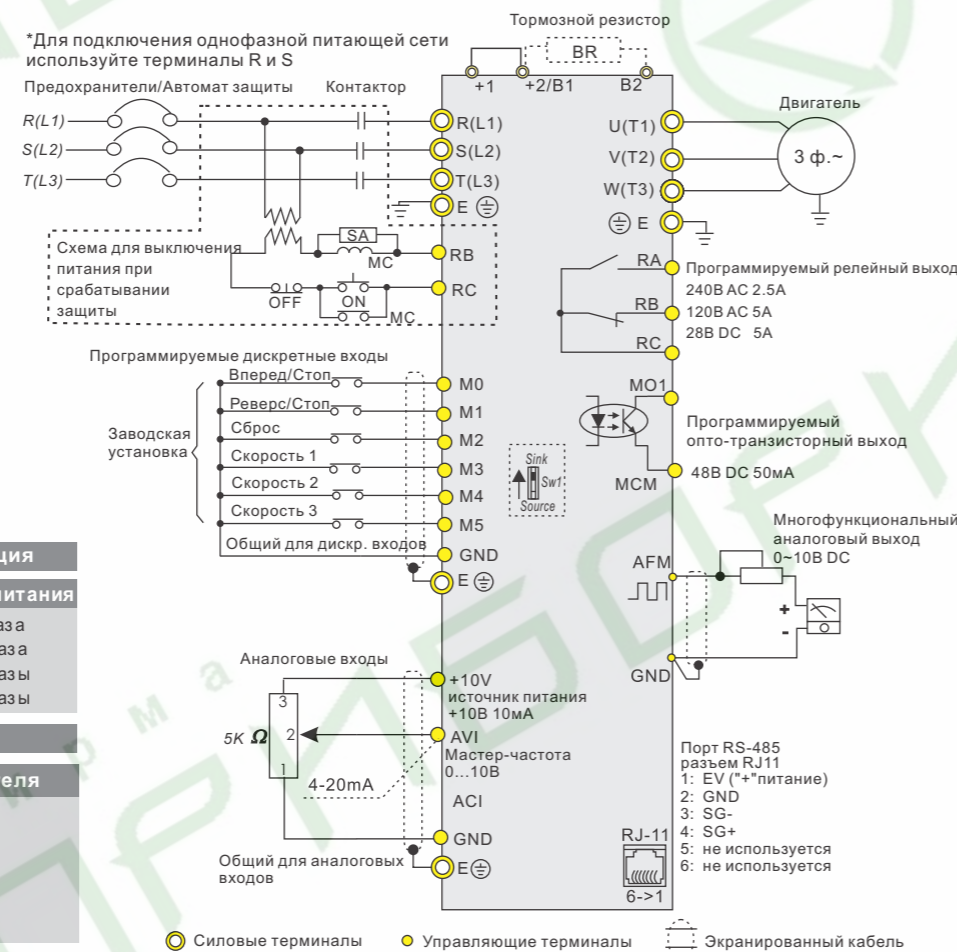 Тормозной резистор
*Для подключения однофазной питающей сети
используйте терминалы R и S
BR
+1
+2/B1
B2
Предохранители/Автомат защиты
Контактор
Двигатель
R(L1)
S(L2)
T(L3)
R(L1)
S(L2)
T(L3)
E
U(T1)
V(T2)
W(T3)
E
3 ф.~
Схема для выключения
питания при
срабатывании
защиты
SA
MC
OFF
ON
MC
RB
RC
RA
RB
RC
Программируемый релейный выход
240В AC 2.5A
120В AC 5A
28В DC 5A
Программируемые дискретные входы
Вперед/Стоп
Реверс/Стоп
Сброс
Скорость 1
Скорость 2
Скорость 3
Общий для дискр. входов
Заводская
установка
M0
M1
M2
M3
M4
M5
GND
E
Sink
Sw1
Source
MO1
MCM
Программируемый
опто-транзисторный выход
48В DC 50мА
Многофункциональный
аналоговый выход
0~10В DC
AFM
+
-
GND
ция
питания
аза
аза
азы
азы
теля
Аналоговые входы
3
2
1
5K Ω
4-20mA
+10V
источник питания
+10В 10мА
AVI
Мастер-частота
0...10В
ACI
GND
E
Общий для аналоговых
входов
RJ-11
6->1
Порт RS-485
разъем RJ11
1: EV ("+"питание)
2: GND
3: SG-
4: SG+
5: не используется
6: не используется
Силовые терминалы
Управляющие терминалы
Экранированный кабель